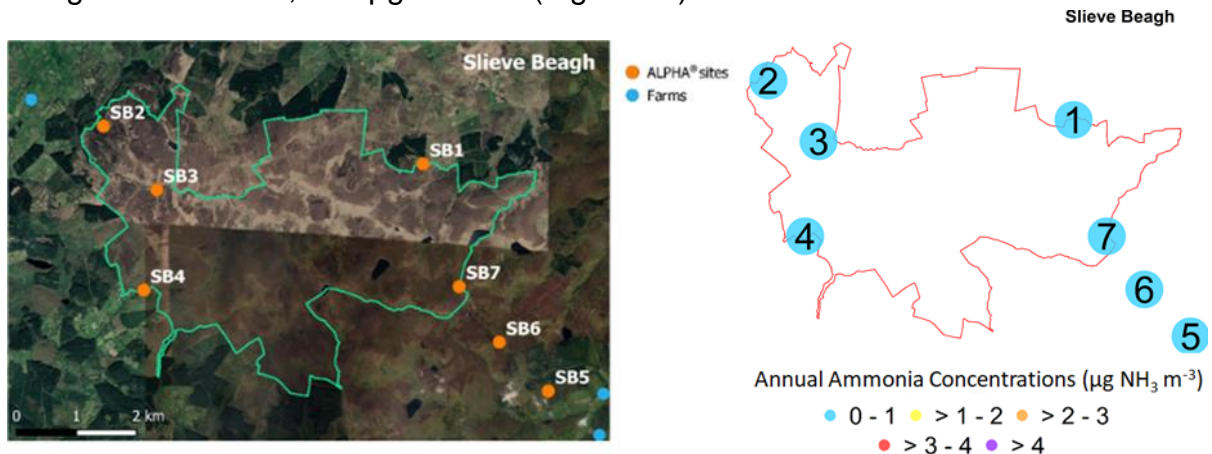 Slieve Beagh
Slieve Beagh
ALPHA® sites
Farms
SB2
SB1
SB3
SB4
SB7
SB6
SB5
0 1 2 km
2
1
3
4
7
6
5
Annual Ammonia Concentrations (µg NH₃ m⁻³)
0 - 1 > 1 - 2 > 2 - 3
> 3 - 4 > 4